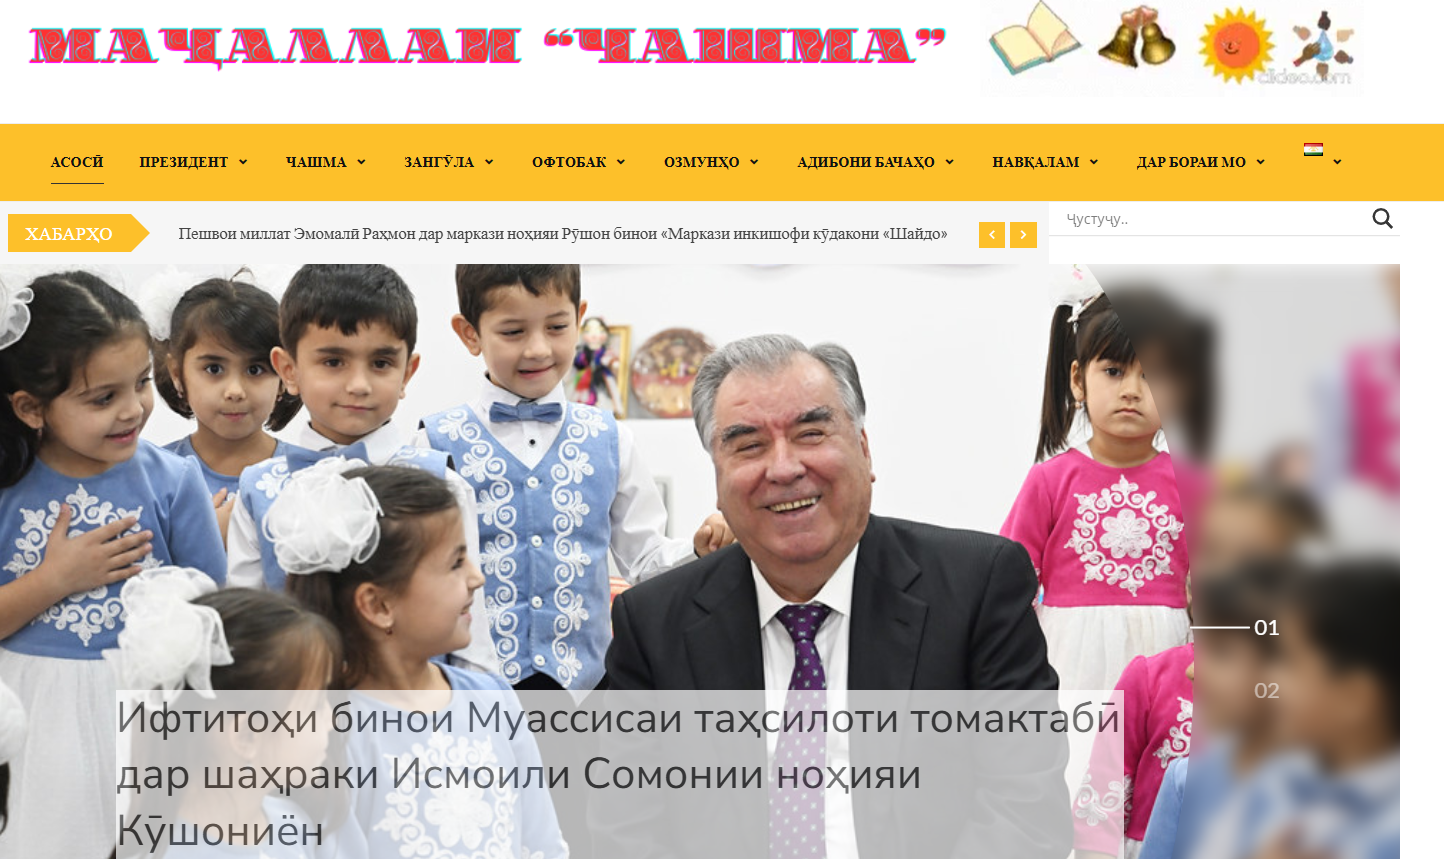 МАҶАЛЛАИ “ЧАШМА”
clideo.com
АСОСӢ
ПРЕЗИДЕНТ
ЧАШМА
ЗАНГӮЛА
ОФТОБАК
ОЗМУНҲО
АДИБОНИ БАЧАҲО
НАВҚАЛАМ
ДАР БОРАИ МО
ХАБАРҲО
Пешвои миллат Эмомалӣ Раҳмон дар маркази ноҳияи Рӯшон бинои «Маркази инкишофи кӯдакони «Шайдо»
Ҷустуҷу..
01
02
Ифтитоҳи бинои Муассисаи таҳсилоти томактабӣ
дар шаҳраки Исмоили Сомонии ноҳияи
Кӯшониён